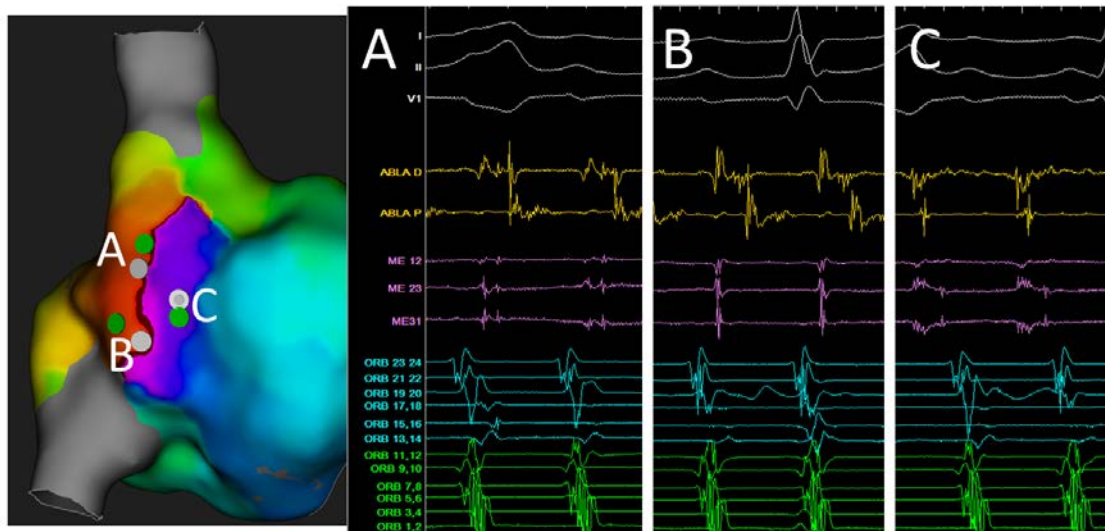 A
B
C
A
B
C
I
II
V1
ABLA D
ABLA P
ME 12
ME 23
ME31
ORB 23 24
ORB 21 22
ORB 19 20
ORB 17,18
ORB 15,16
ORB 13,14
ORB 11,12
ORB 9,10
ORB 7,8
ORB 5,6
ORB 3,4
ORB 1,2